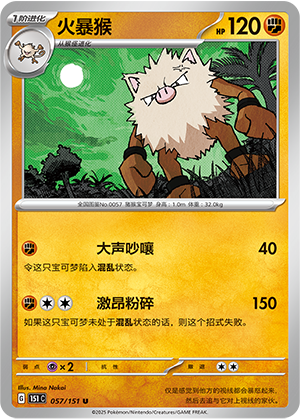 1阶进化
火暴猴
HP 120
从猴怪进化
全国图鉴No.0057 猪猴宝可梦 身高:1.0m 体重:32.0kg
大声吵嚷 40
令这只宝可梦陷入混乱状态。
激昂粉碎 150
如果这只宝可梦未处于混乱状态,则这个招式失败。
弱点 ×2 抵抗力 撤退
Illus. Mina Nakai
G 151 C 057/151 U
仅是感觉到他方的视线都会暴怒起来。
然后去追与它对上视线的家伙。
©2025 Pokémon/Nintendo/Creatures/GAME FREAK.